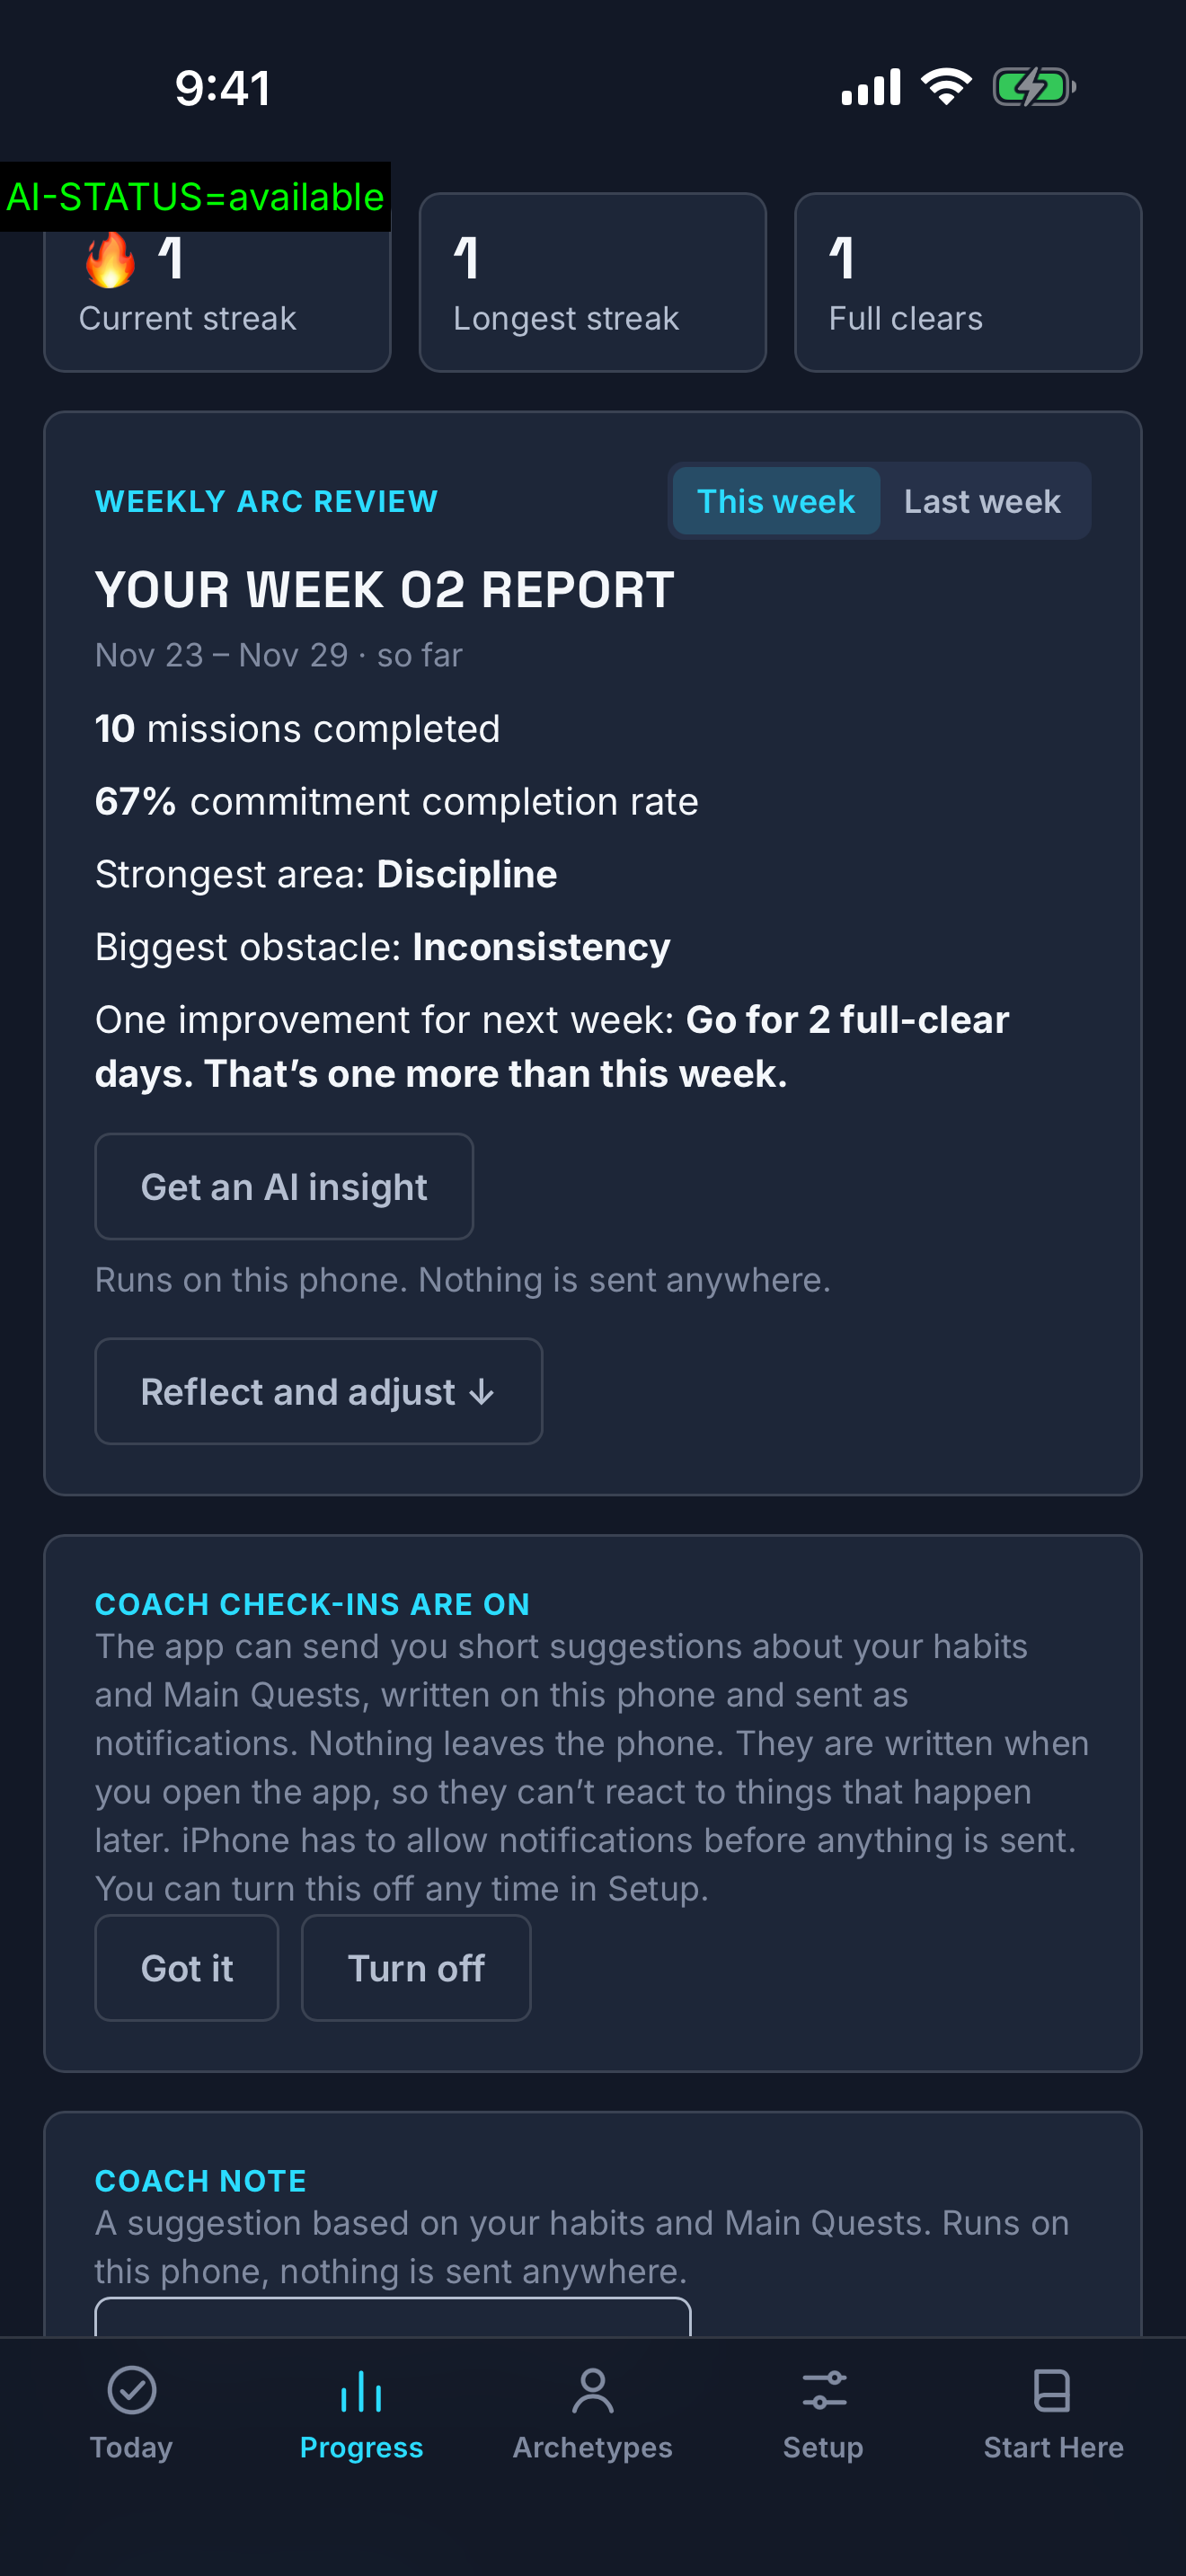 9:41
AI-STATUS=available
🔥 1
Current streak
1
Longest streak
1
Full clears
WEEKLY ARC REVIEW
This week
Last week
YOUR WEEK 02 REPORT
Nov 23 – Nov 29 · so far
10 missions completed
67% commitment completion rate
Strongest area: Discipline
Biggest obstacle: Inconsistency
One improvement for next week: Go for 2 full-clear
days. That’s one more than this week.
Get an AI insight
Runs on this phone. Nothing is sent anywhere.
Reflect and adjust ↓
COACH CHECK-INS ARE ON
The app can send you short suggestions about your habits
and Main Quests, written on this phone and sent as
notifications. Nothing leaves the phone. They are written when
you open the app, so they can’t react to things that happen
later. iPhone has to allow notifications before anything is sent.
You can turn this off any time in Setup.
Got it
Turn off
COACH NOTE
A suggestion based on your habits and Main Quests. Runs on
this phone, nothing is sent anywhere.
Today
Progress
Archetypes
Setup
Start Here